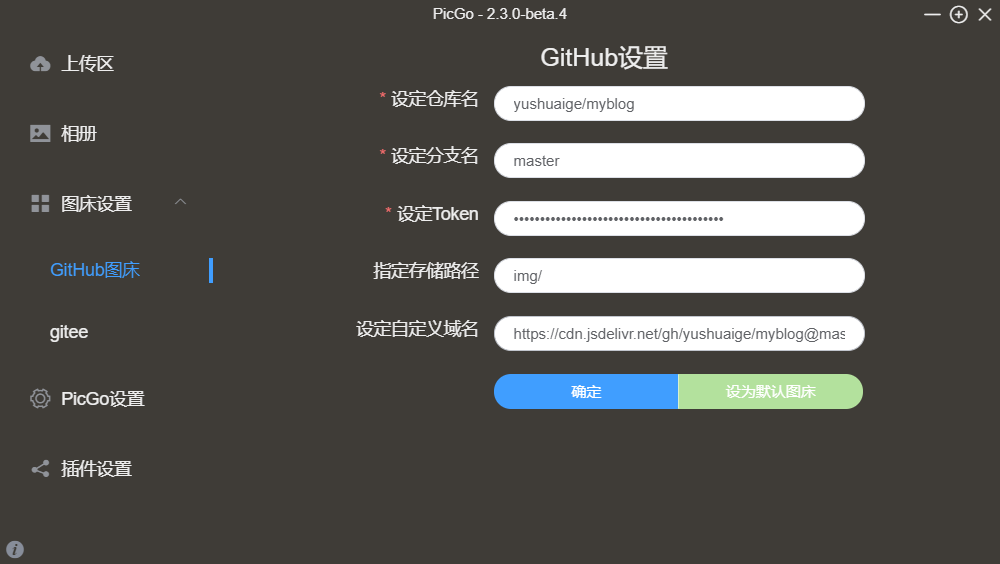 PicGo - 2.3.0-beta.4
上传区
相册
图床设置
GitHub图床
gitee
PicGo设置
插件设置
GitHub设置
* 设定仓库名
yushuaige/myblog
* 设定分支名
master
* 设定Token
指定存储路径
img/
设定自定义域名
https://cdn.jsdelivr.net/gh/yushuaige/myblog@mas
确定
设为默认图床